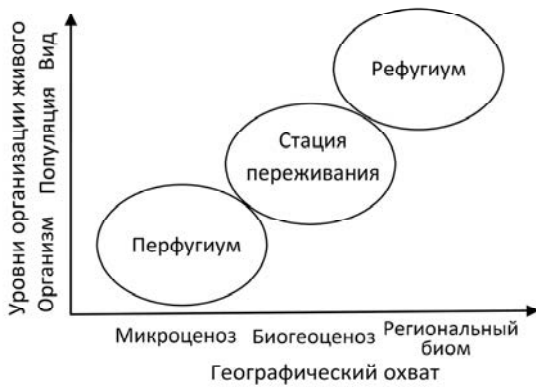 Уровни организации живого
Организм Популяция Вид
Рефугиум
Стация
переживания
Перфугиум
Микроценоз Биогеоценоз Региональный
биом
Географический охват